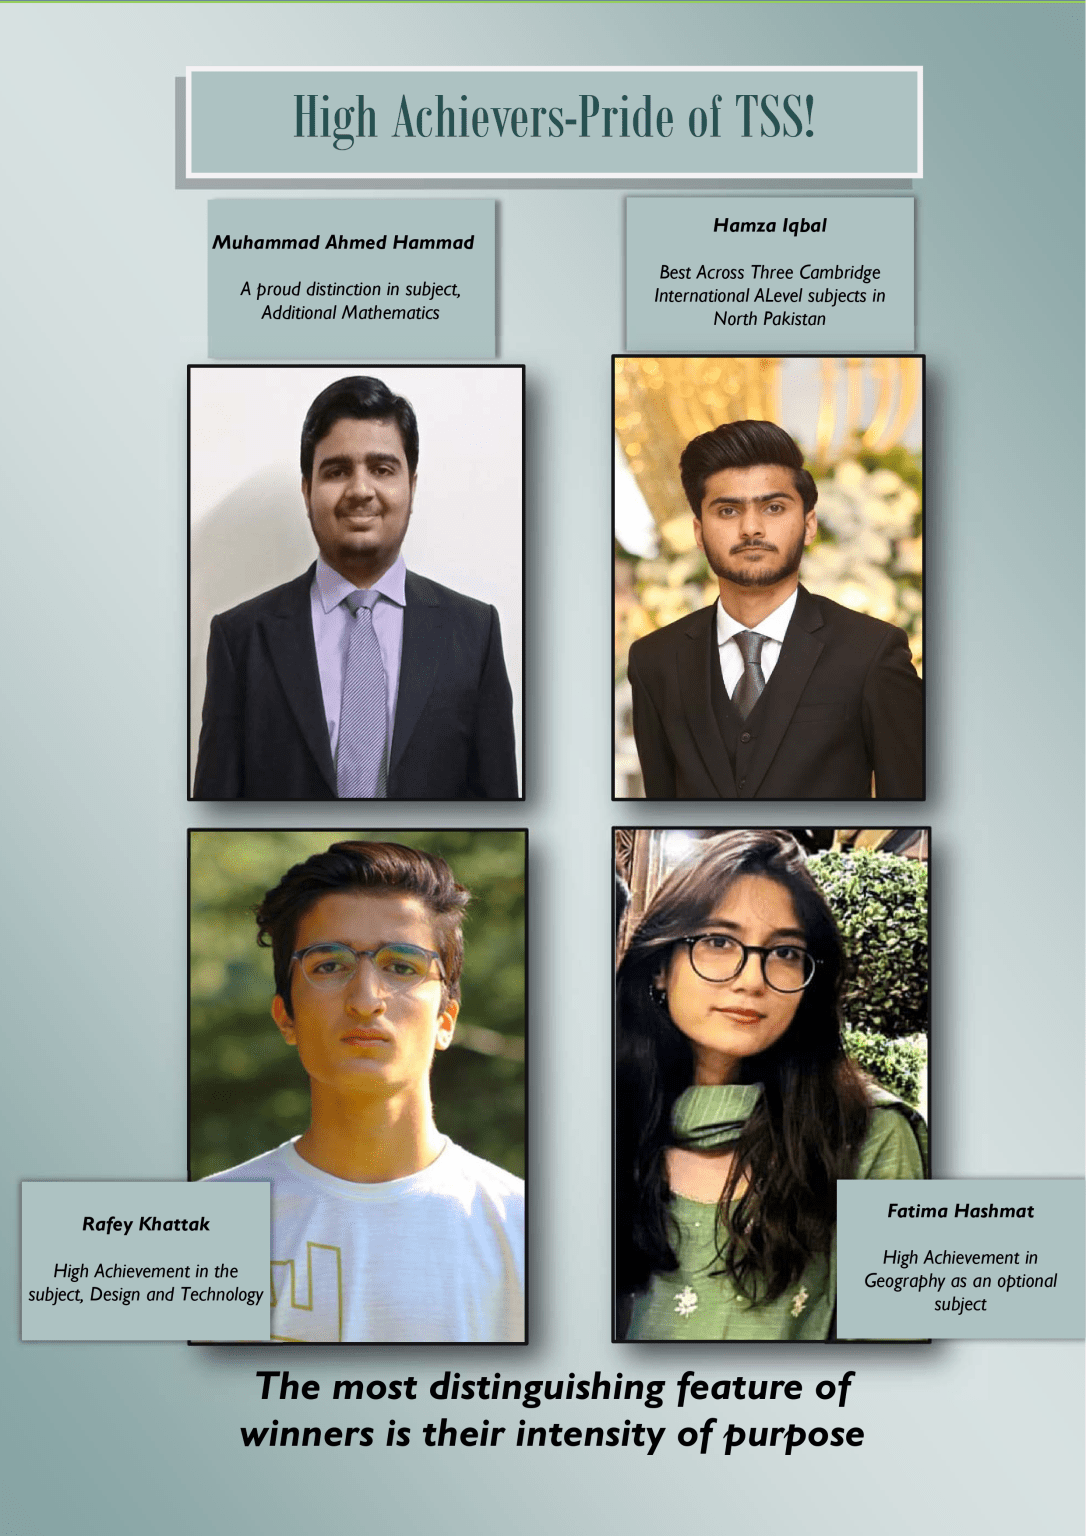 High Achievers-Pride of TSS!
Muhammad Ahmed Hammad
A proud distinction in subject,
Additional Mathematics
Hamza Iqbal
Best Across Three Cambridge
International ALevel subjects in
North Pakistan
Rafey Khattak
High Achievement in the
subject, Design and Technology
Fatima Hashmat
High Achievement in
Geography as an optional
subject
The most distinguishing feature of
winners is their intensity of purpose